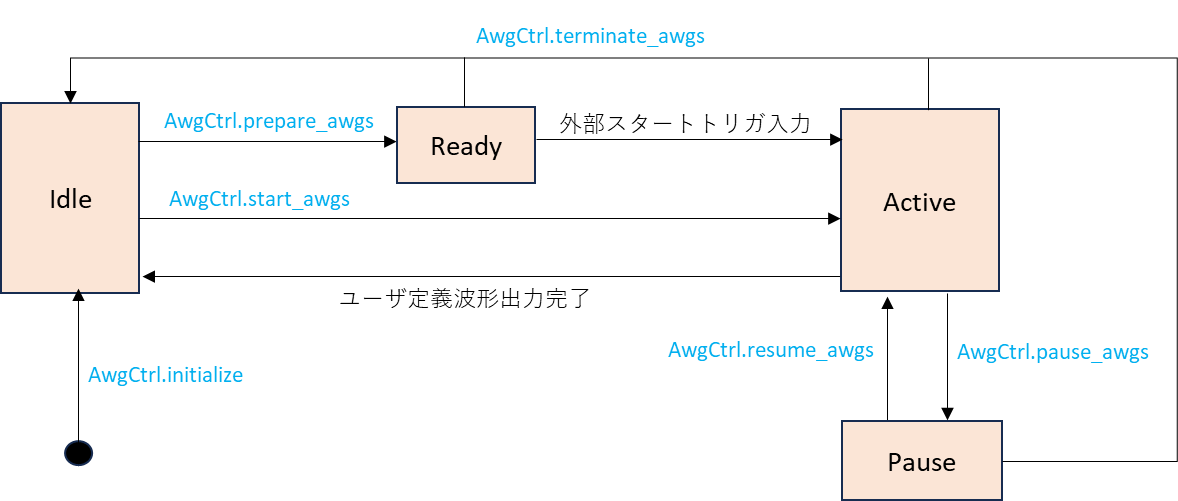 AwgCtrl.terminate_awgs
AwgCtrl.prepare_awgs
外部スタートトリガ入力
Ready
Idle
AwgCtrl.start_awgs
Active
ユーザ定義波形出力完了
AwgCtrl.resume_awgs
AwgCtrl.pause_awgs
AwgCtrl.initialize
Pause